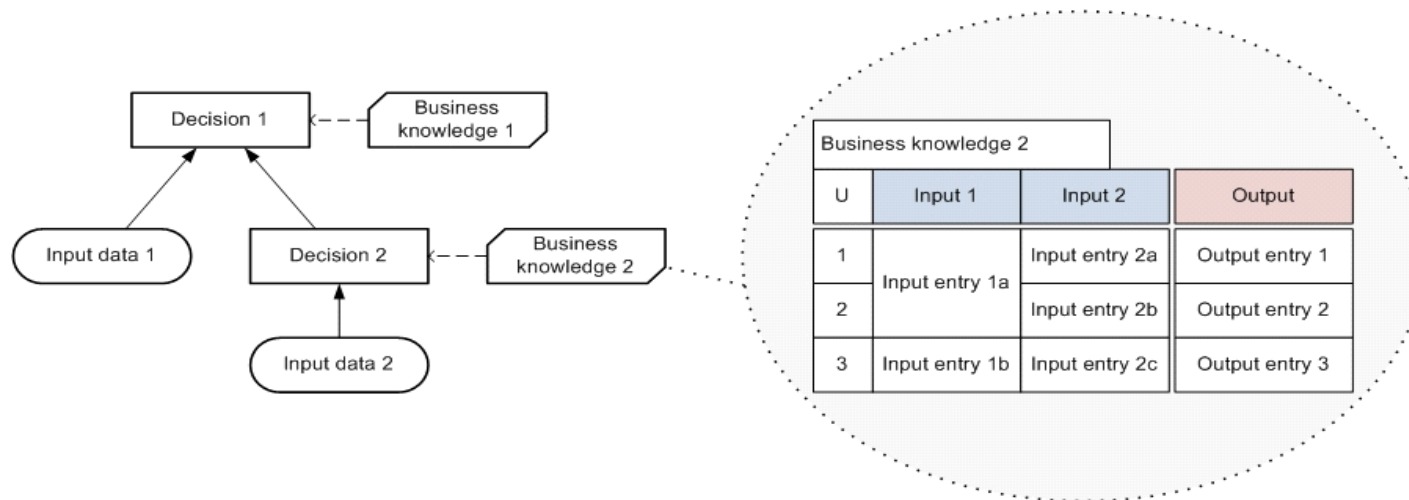 Decision 1
Business
knowledge 1
Input data 1
Decision 2
Business
knowledge 2
Input data 2
Business knowledge 2
U Input 1 Input 2 Output
1 Input entry 1a Input entry 2a Output entry 1
2 Input entry 2b Output entry 2
3 Input entry 1b Input entry 2c Output entry 3